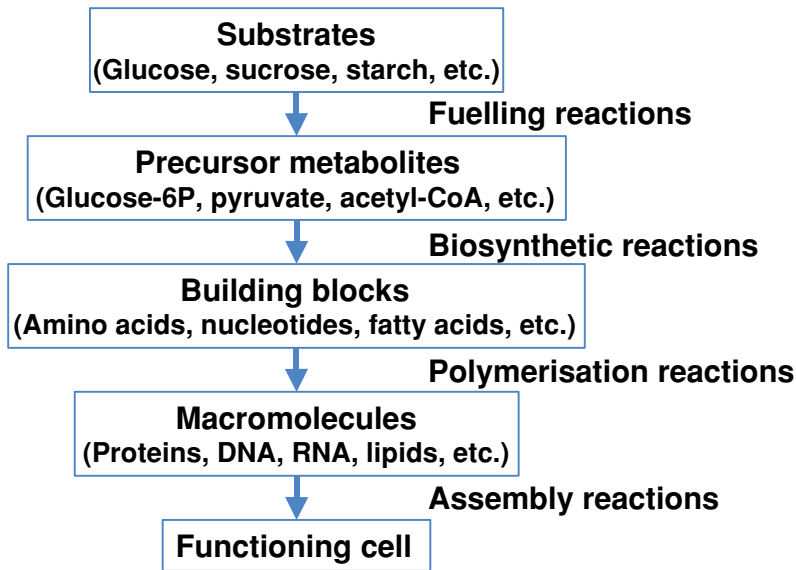 Substrates
(Glucose, sucrose, starch, etc.)
Fuelling reactions
Precursor metabolites
(Glucose-6P, pyruvate, acetyl-CoA, etc.)
Biosynthetic reactions
Building blocks
(Amino acids, nucleotides, fatty acids, etc.)
Polymerisation reactions
Macromolecules
(Proteins, DNA, RNA, lipids, etc.)
Assembly reactions
Functioning cell